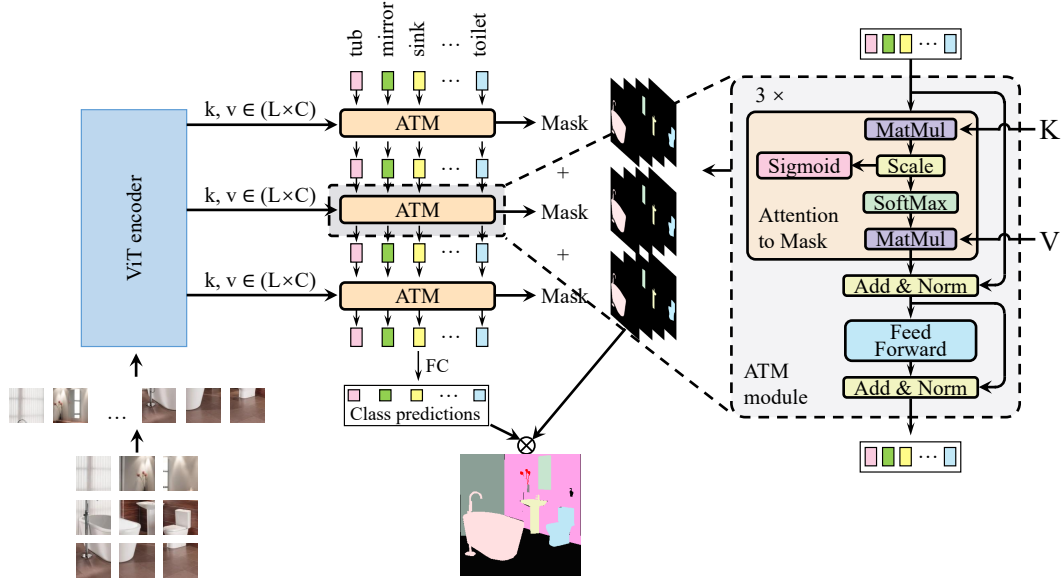 tub
mirror
sink
...
toilet
...
k, v ∈ (L×C)
ATM
Mask
...
+
k, v ∈ (L×C)
ATM
Mask
...
+
k, v ∈ (L×C)
ATM
Mask
...
ViT encoder
FC
...
Class predictions
...
...
3 ×
MatMul
K
Sigmoid
Scale
SoftMax
Attention
to Mask
MatMul
V
Add & Norm
Feed
Forward
ATM
module
Add & Norm
...